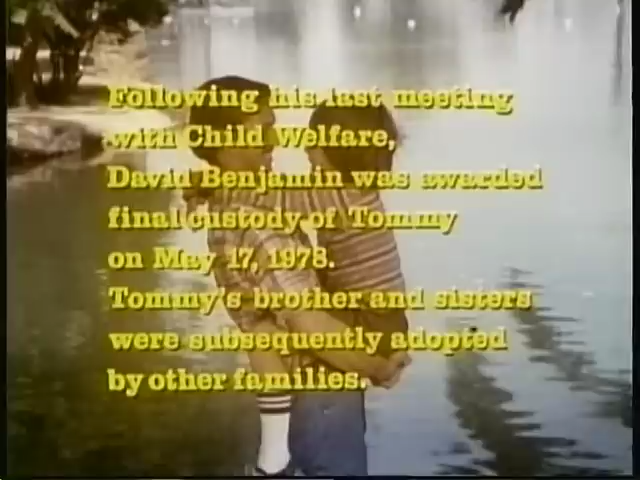 Following his last meeting
with Child Welfare,
David Benjamin was awarded
final custody of Tommy
on May 17, 1978.
Tommy's brother and sisters
were subsequently adopted
by other families.